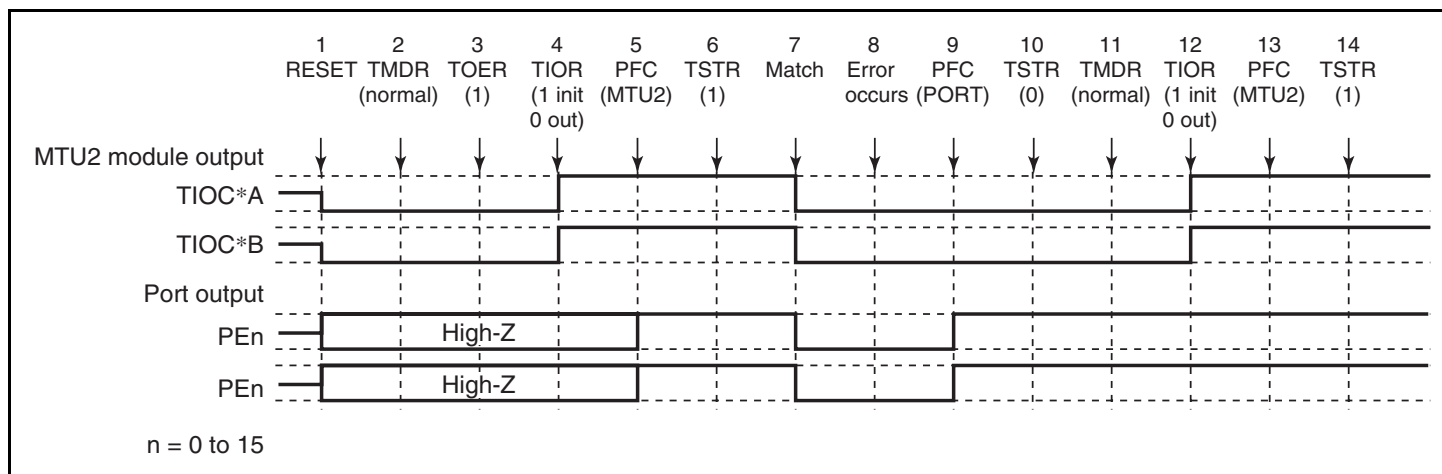 1 2 3 4 5 6 7 8 9 10 11 12 13 14
RESET TMDR TOER TIOR PFC TSTR Match Error PFC TSTR TMDR TIOR PFC TSTR
(normal) (1) (1 init (MTU2) (1) occurs (PORT) (0) (normal) (1 init (MTU2) (1)
0 out) 0 out)
MTU2 module output
TIOC*A
TIOC*B
Port output
PEn High-Z
PEn High-Z
n = 0 to 15